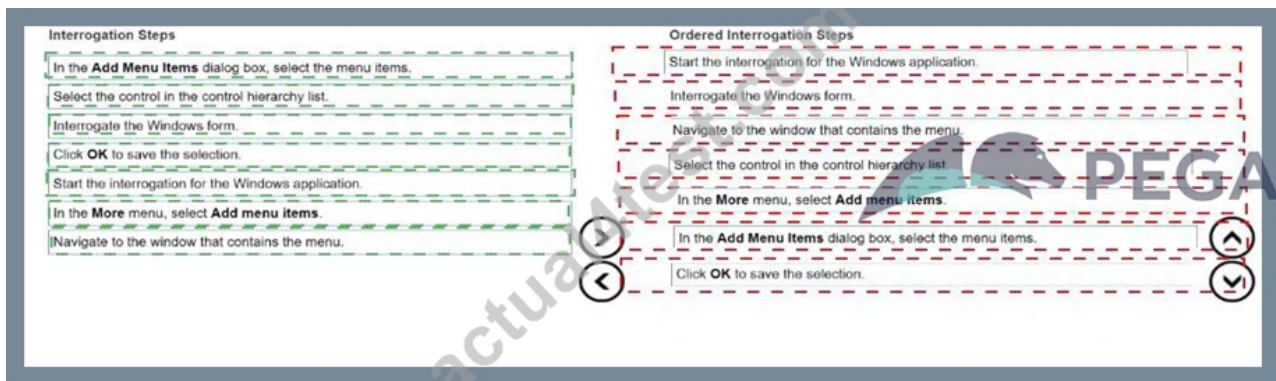 Interrogation Steps
In the Add Menu Items dialog box, select the menu items.
Select the control in the control hierarchy list.
Interrogate the Windows form.
Click OK to save the selection.
Start the interrogation for the Windows application.
In the More menu, select Add menu items.
Navigate to the window that contains the menu.
Ordered Interrogation Steps
Start the interrogation for the Windows application.
Interrogate the Windows form.
Navigate to the window that contains the menu.
Select the control in the control hierarchy list.
In the More menu, select Add menu items.
In the Add Menu Items dialog box, select the menu items.
Click OK to save the selection.
PEGA
actual4test.com